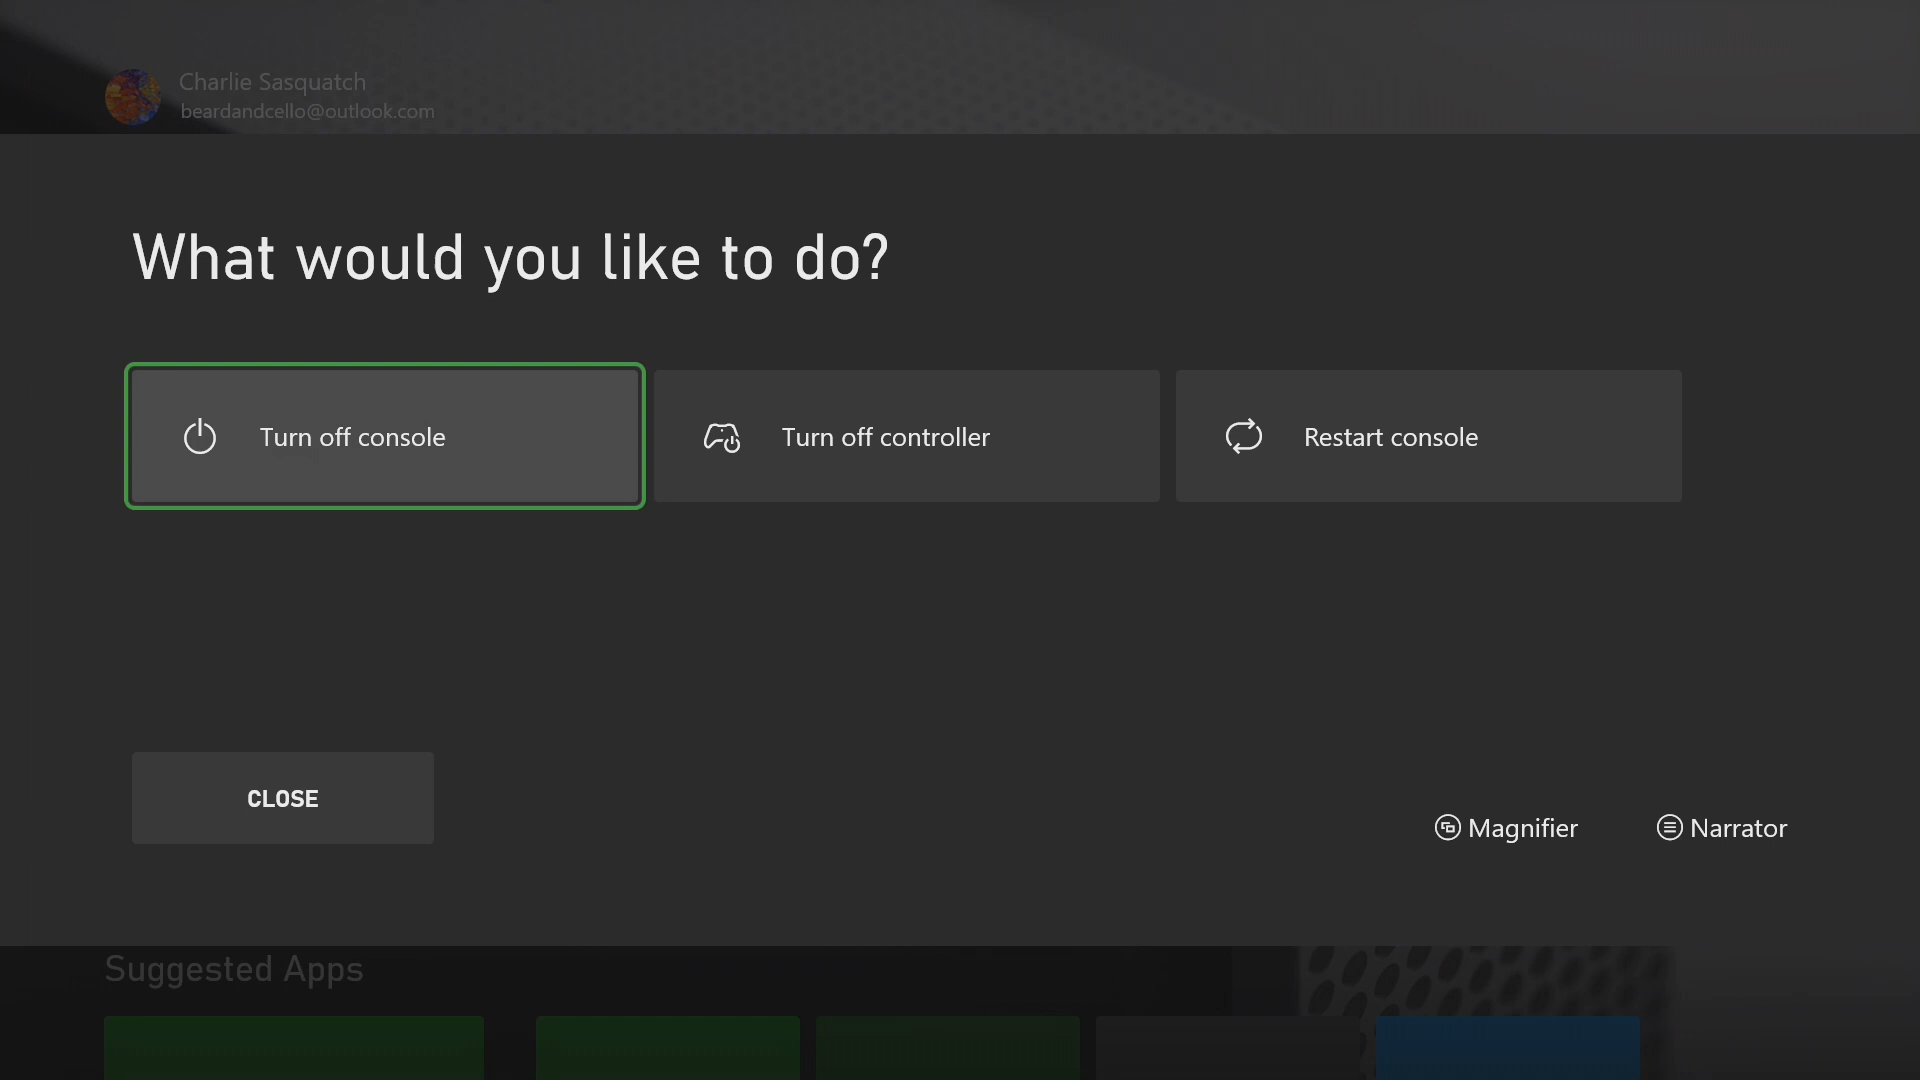 Charlie Sasquatch
beardandcello@outlook.com
What would you like to do?
Turn off console
Turn off controller
Restart console
CLOSE
Magnifier
Narrator
Suggested Apps